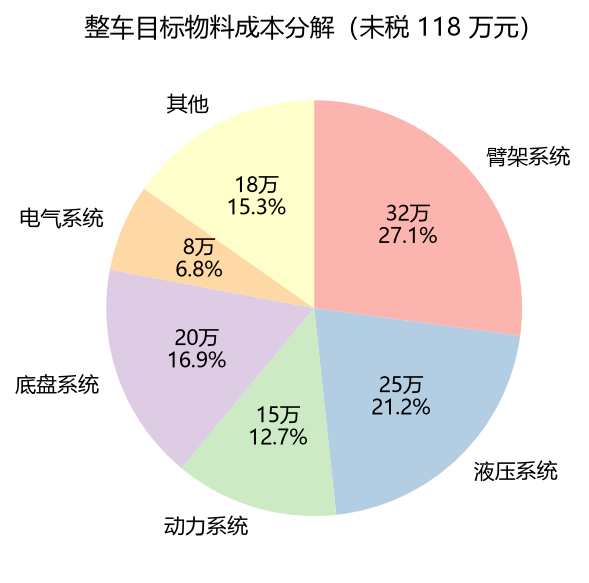 整车目标物料成本分解（未税 118 万元）
其他
臂架系统
18万
15.3%
32万
27.1%
电气系统
8万
6.8%
20万
16.9%
底盘系统
25万
21.2%
15万
12.7%
液压系统
动力系统